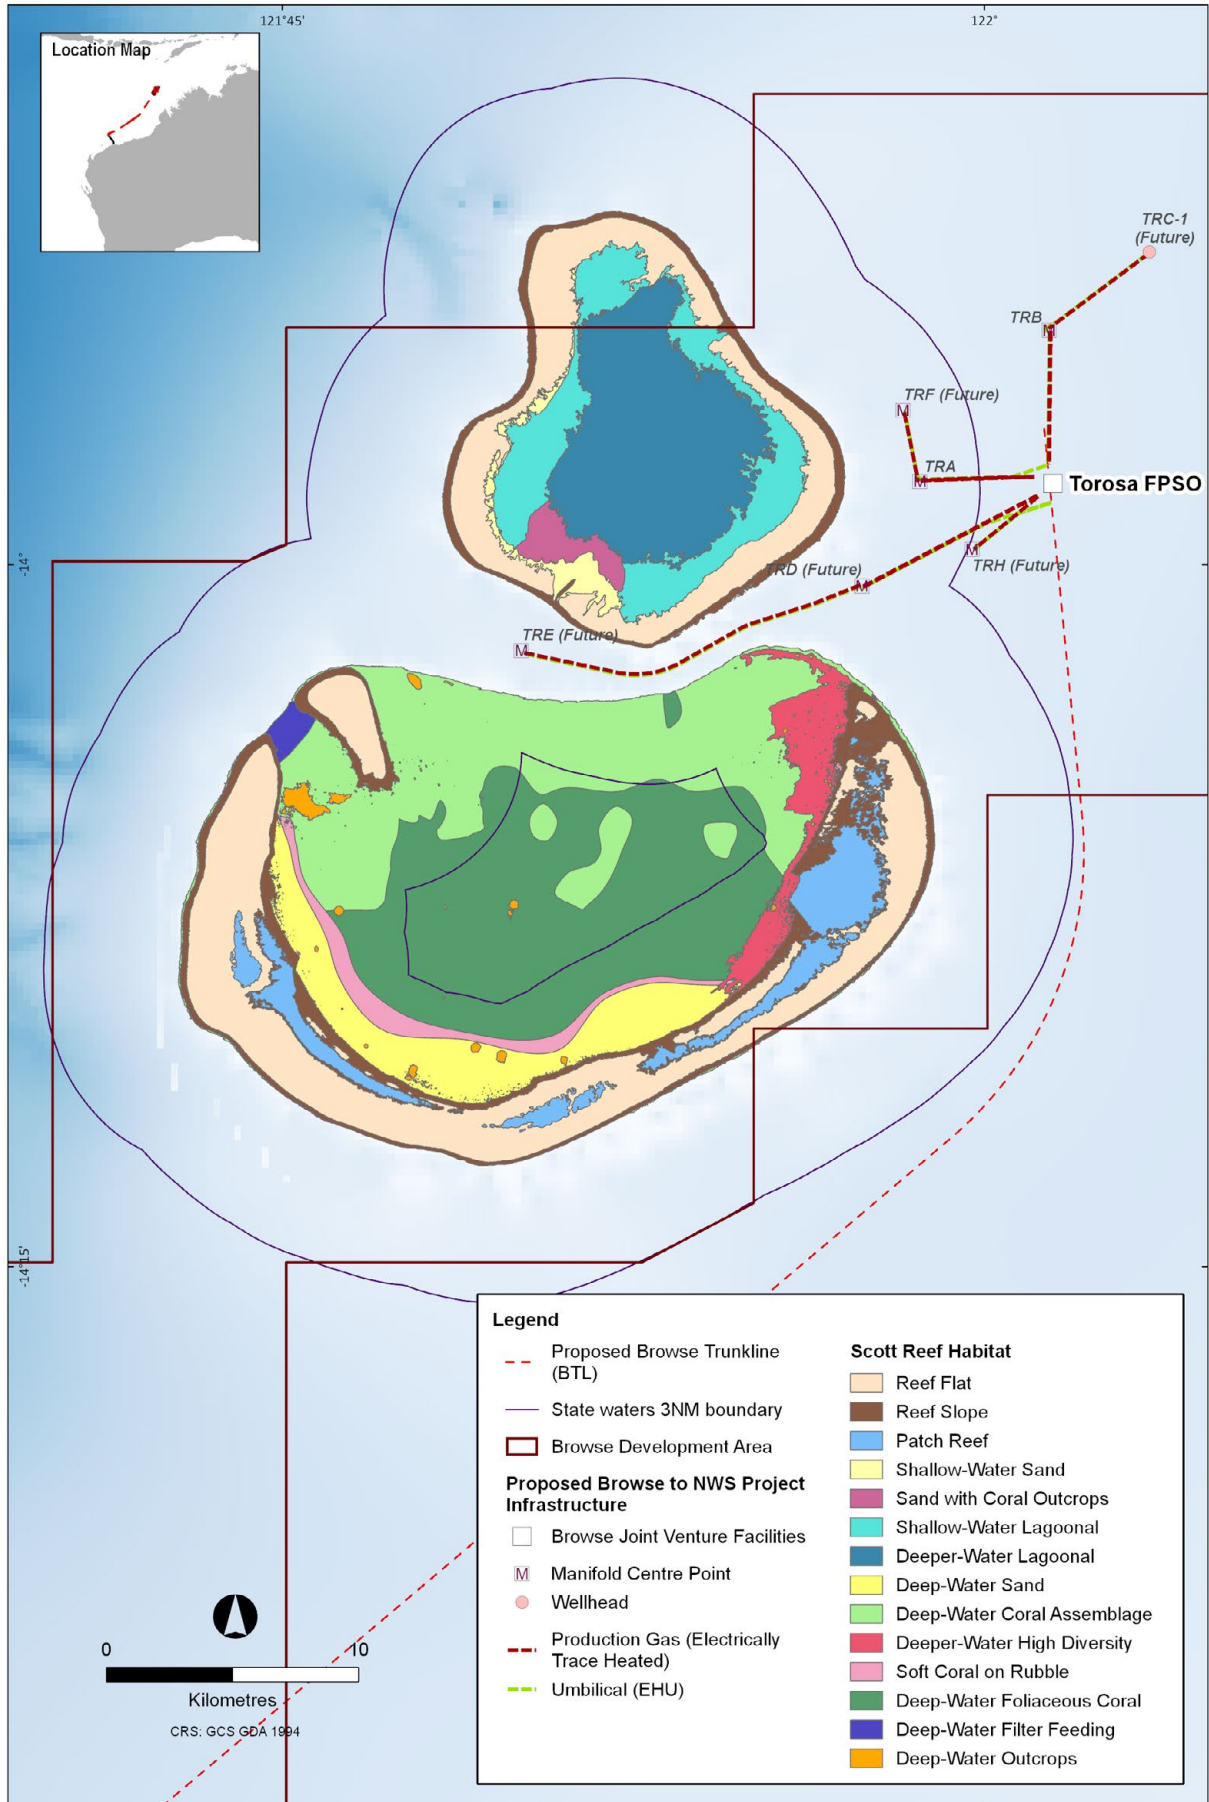 121°45'
122°
Location Map
TRC-1
(Future)
TRB
M
TRF (Future)
M
TRA
M
Torosa FPSO
-14°
M
TRH (Future)
TRD (Future)
M
TRE (Future)
M
-14°15'
Legend
Proposed Browse Trunkline
(BTL)
State waters 3NM boundary
Browse Development Area
Proposed Browse to NWS Project
Infrastructure
Browse Joint Venture Facilities
M Manifold Centre Point
Wellhead
Production Gas (Electrically
Trace Heated)
Umbilical (EHU)
Scott Reef Habitat
Reef Flat
Reef Slope
Patch Reef
Shallow-Water Sand
Sand with Coral Outcrops
Shallow-Water Lagoonal
Deeper-Water Lagoonal
Deep-Water Sand
Deep-Water Coral Assemblage
Deeper-Water High Diversity
Soft Coral on Rubble
Deep-Water Foliaceous Coral
Deep-Water Filter Feeding
Deep-Water Outcrops
0 10
Kilometres
CRS: GCS GDA 1994